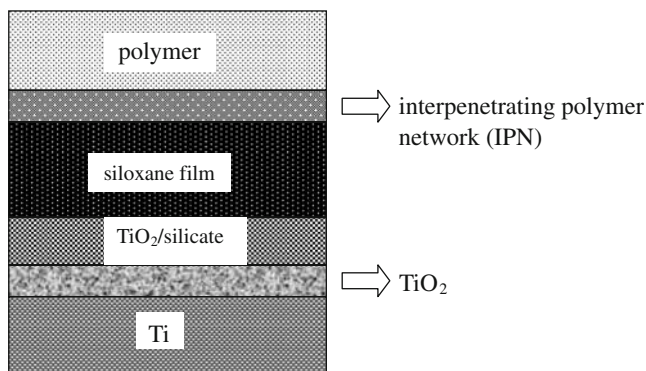 polymer
interpenetrating polymer
network (IPN)
siloxane film
TiO₂/silicate
TiO₂
Ti